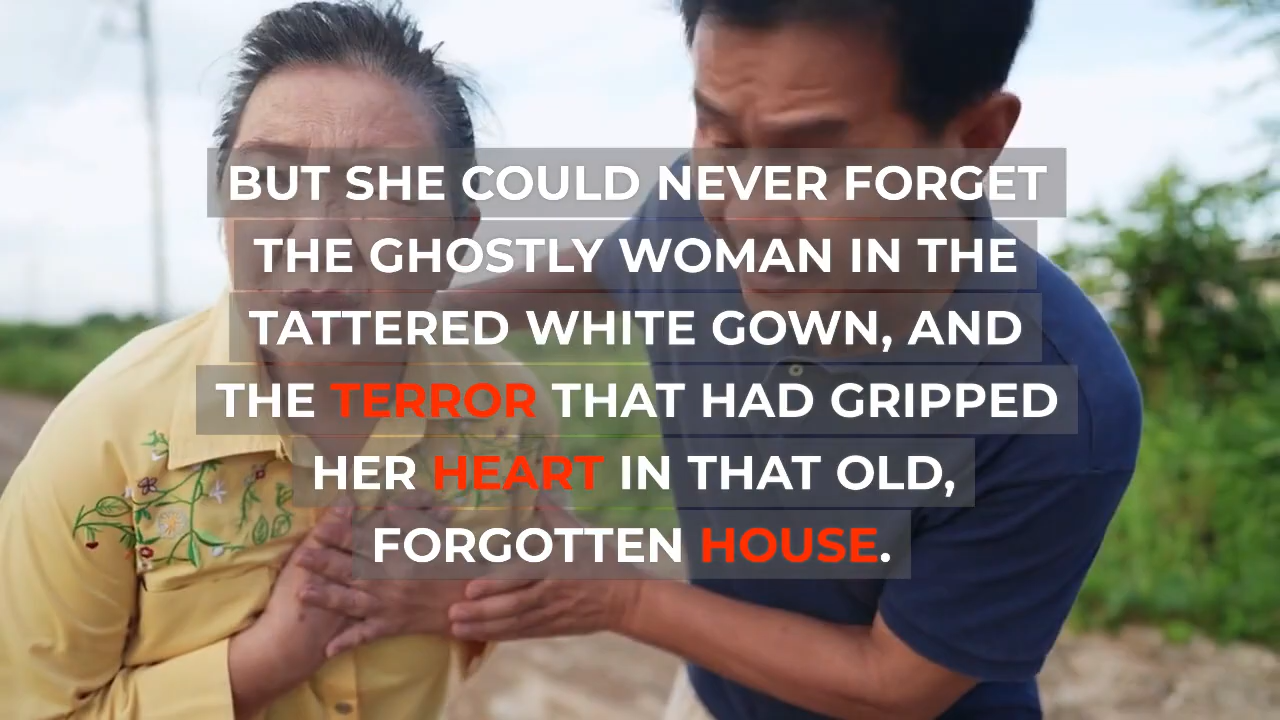 BUT SHE COULD NEVER FORGET
THE GHOSTLY WOMAN IN THE
TATTERED WHITE GOWN, AND
THE TERROR THAT HAD GRIPPED
HER HEART IN THAT OLD,
FORGOTTEN HOUSE.